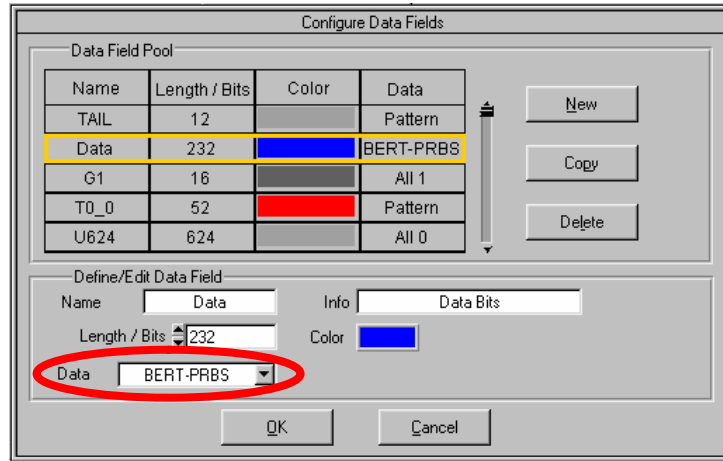 Configure Data Fields
Data Field Pool
Name Length / Bits Color Data
TAIL 12 Pattern
Data 232 BERT-PRBS
G1 16 All 1
T0_0 52 Pattern
U624 624 All 0
New
Copy
Delete
Define/Edit Data Field
Name Data Info Data Bits
Length / Bits 232 Color
Data BERT-PRBS
OK Cancel